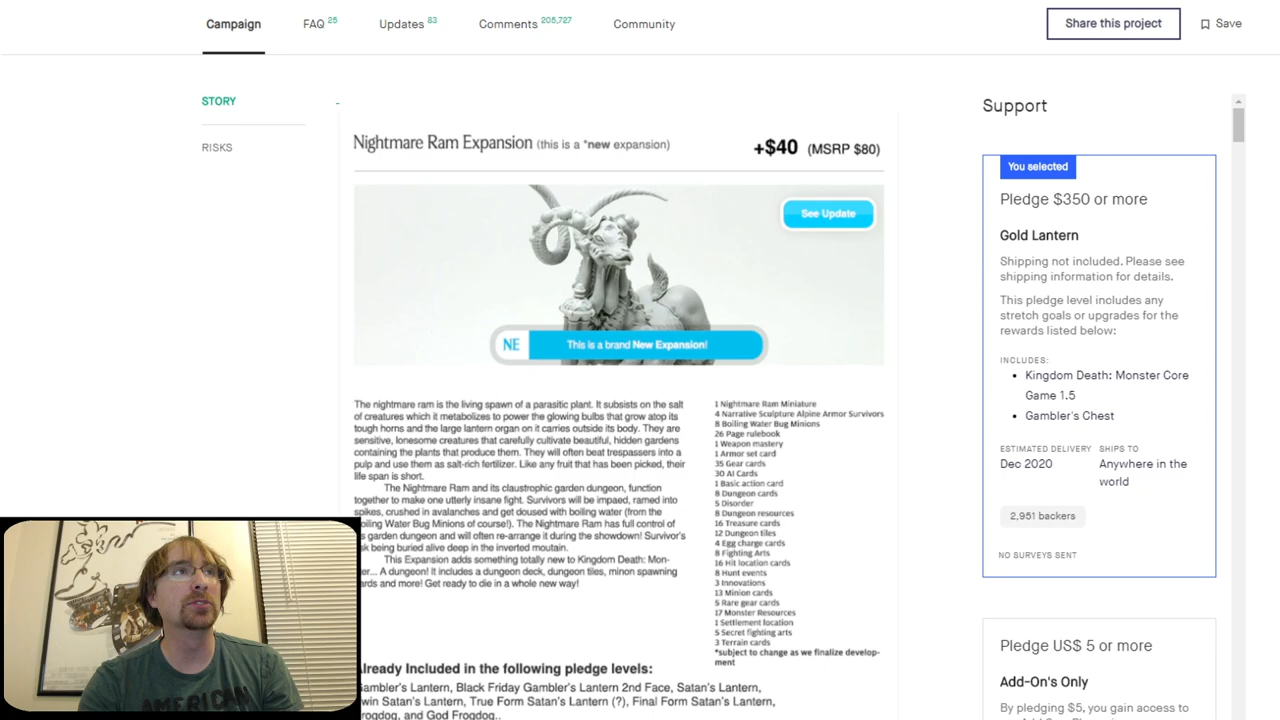 Campaign
FAQ 25
Updates 83
Comments 205,727
Community
Share this project
Save
STORY
RISKS
Nightmare Ram Expansion (this is a *new expansion)
+$40 (MSRP $80)
See Update
NE
This is a brand New Expansion!
The nightmare ram is the living spawn of a parasitic plant. It subsists on the salt
of creatures which it metabolizes to power the glowing bulbs that grow atop its
tough horns and the large lantern organ on it carries outside its body. They are
sensitive, lonesome creatures that carefully cultivate beautiful, hidden gardens
containing the plants that produce them. They will often beat trespassers into a
pulp and use them as salt-rich fertilizer. Like any fruit that has been picked, their
life span is short.
The Nightmare Ram and its claustrophic garden dungeon, function
together to make one utterly insane fight. Survivors will be impaed, ramed into
spikes, crushed in avalanches and get doused with boiling water (from the
oiling Water Bug Minions of course!). The Nightmare Ram has full control of
s garden dungeon and will often re-arrange it during the showdown! Survivor's
k being buried alive deep in the inverted moutain.
This Expansion adds something totally new to Kingdom Death: Mon-
er... A dungeon! It includes a dungeon deck, dungeon tiles, minon spawning
ards and more! Get ready to die in a whole new way!
1 Nightmare Ram Miniature
4 Narrative Sculpture Alpine Armor Survivors
8 Boiling Water Bug Minions
26 Page rulebook
1 Weapon mastery
1 Armor set card
35 Gear cards
30 AI Cards
1 Basic action card
8 Dungeon cards
5 Disorder
8 Dungeon resources
16 Treasure cards
12 Dungeon tiles
4 Egg charge cards
8 Fighting Arts
16 Hit location cards
8 Hunt events
3 Innovations
13 Minion cards
5 Rare gear cards
17 Monster Resources
1 Settlement location
5 Secret fighting arts
3 Terrain cards
*subject to change as we finalize develop-
ment
lready Included in the following pledge levels:
ambler's Lantern, Black Friday Gambler's Lantern 2nd Face, Satan's Lantern,
win Satan's Lantern, True Form Satan's Lantern (?), Final Form Satan's Lantern,
rogdog, and God Frogdog..
Support
You selected
Pledge $350 or more
Gold Lantern
Shipping not included. Please see
shipping information for details.
This pledge level includes any
stretch goals or upgrades for the
rewards listed below:
INCLUDES:
• Kingdom Death: Monster Core
Game 1.5
• Gambler's Chest
ESTIMATED DELIVERY
Dec 2020
SHIPS TO
Anywhere in the
world
2,951 backers
NO SURVEYS SENT
Pledge US$ 5 or more
Add-On's Only
By pledging $5, you gain access to
AMERICAN